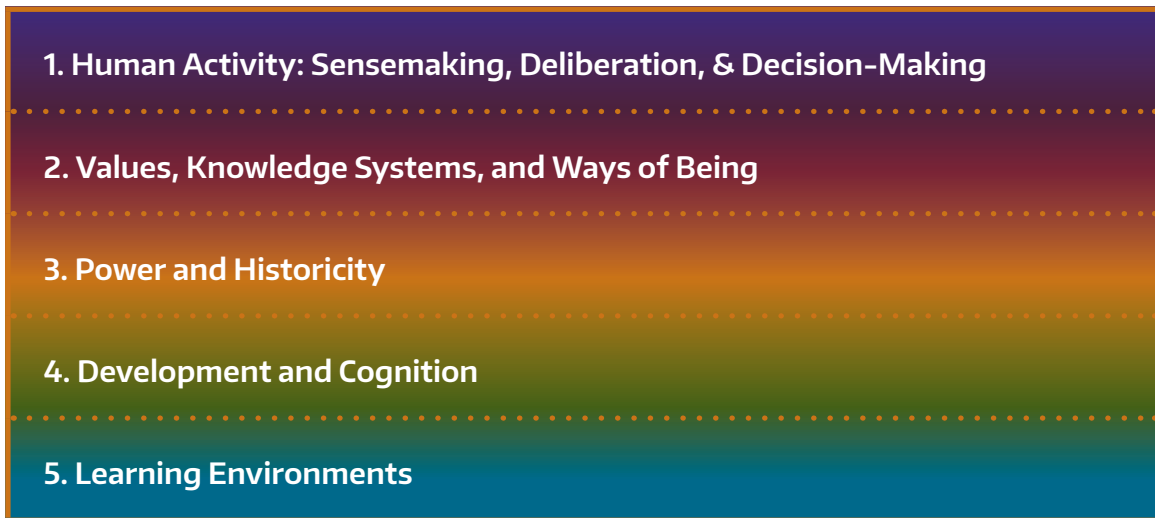 1. Human Activity: Sensemaking, Deliberation, & Decision-Making
2. Values, Knowledge Systems, and Ways of Being
3. Power and Historicity
4. Development and Cognition
5. Learning Environments